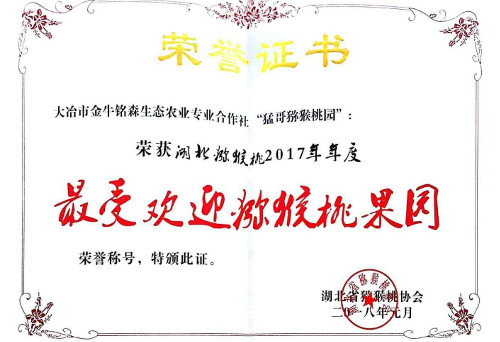 荣誉证书
大冶市金牛铭森生态农业专业合作社“猛哥猕猴桃园”：
荣获湖北猕猴桃2017年年度
最受欢迎猕猴桃果园
荣誉称号，特颁此证。
湖北省猕猴桃协会
二〇一八年元月